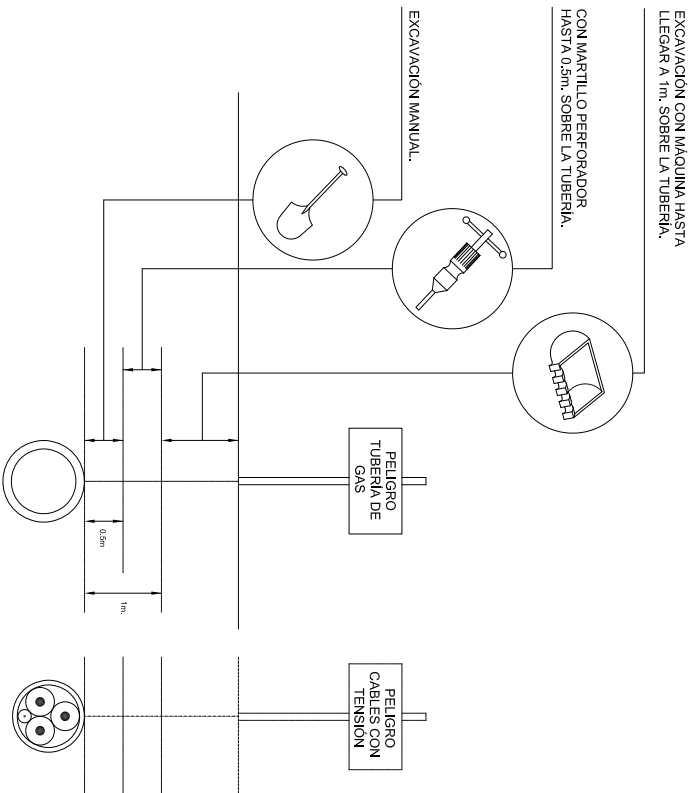 EXCAVACIÓN CON MÁQUINA HASTA
LLEGAR A 1m. SOBRE LA TUBERÍA.
CON MARTILLO PERFORADOR
HASTA 0.5m. SOBRE LA TUBERÍA.
EXCAVACIÓN MANUAL.
PELIGRO
TUBERÍA DE
GAS
0.5m
1m.
PELIGRO
CABLES CON
TENSIÓN